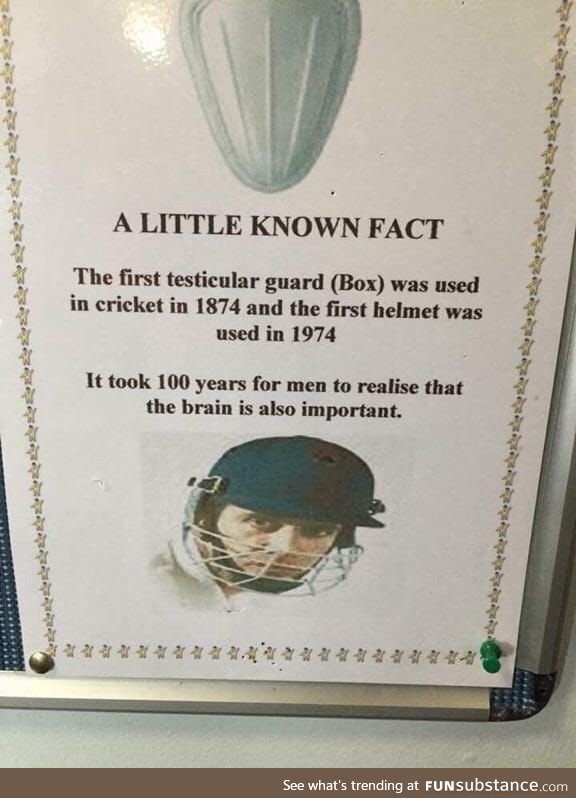 A LITTLE KNOWN FACT
The first testicular guard (Box) was used
in cricket in 1874 and the first helmet was
used in 1974
It took 100 years for men to realise that
the brain is also important.
See what's trending at FUNsubstance.com